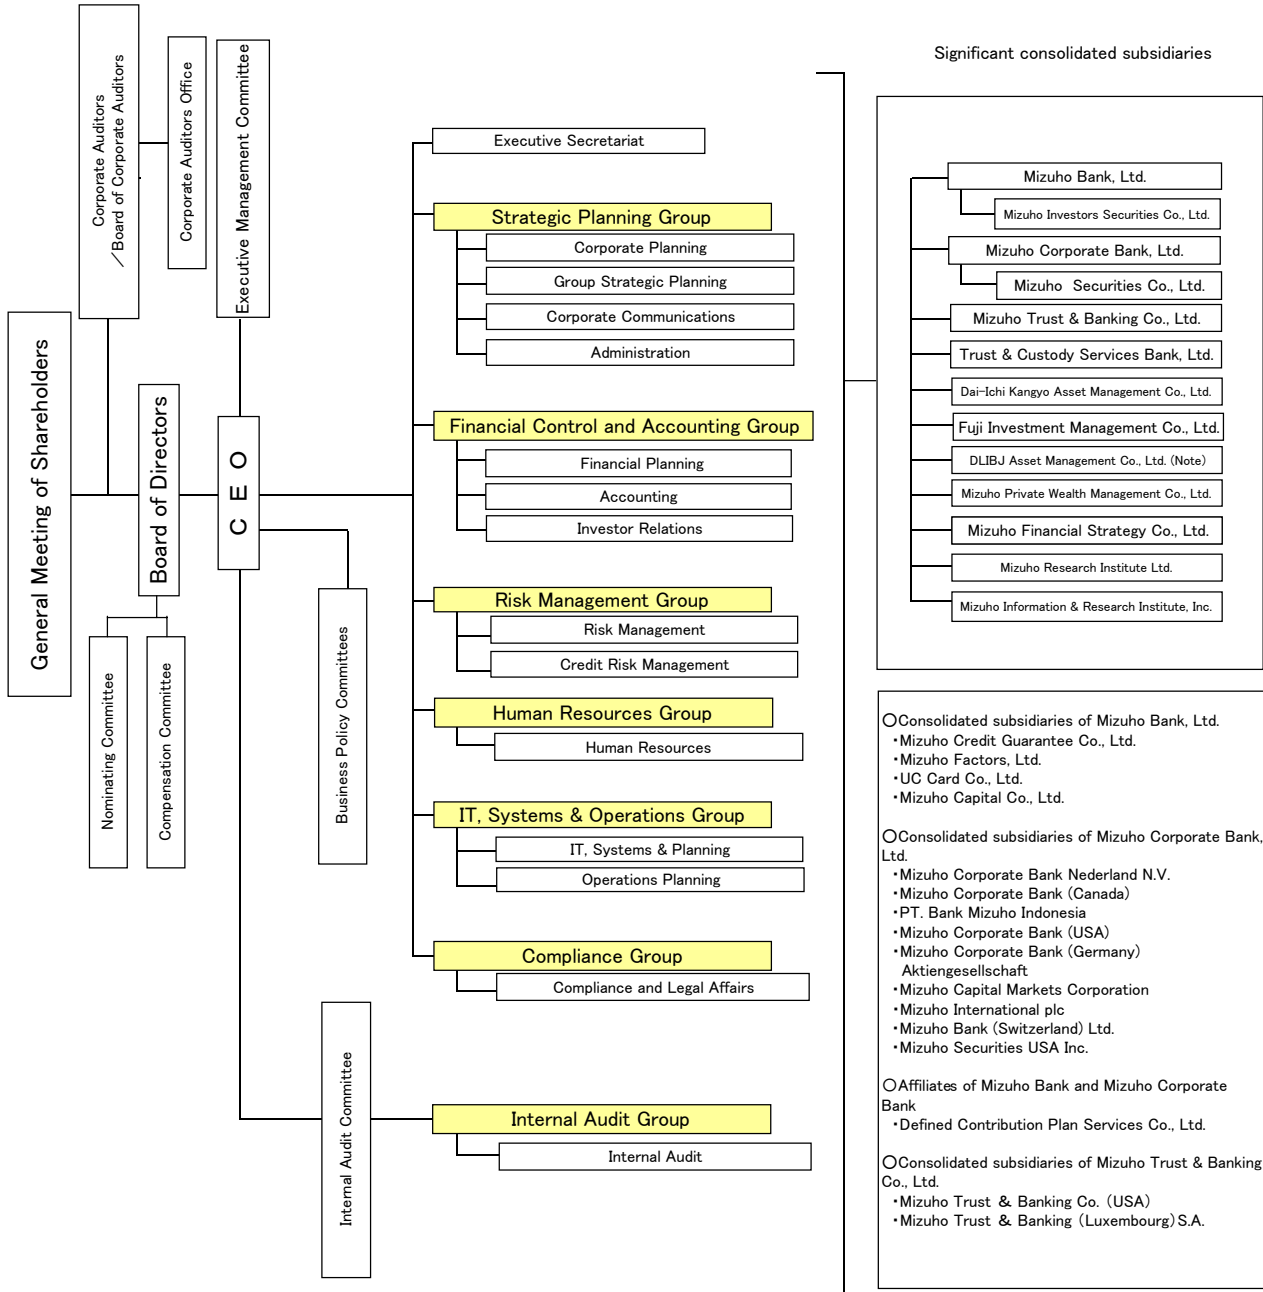 General Meeting of Shareholders
Corporate Auditors
／Board of Corporate Auditors
Corporate Auditors Office
Executive Management Committee
Board of Directors
ＣＥＯ
Nominating Committee
Compensation Committee
Business Policy Committees
Internal Audit Committee
Executive Secretariat
Strategic Planning Group
Corporate Planning
Group Strategic Planning
Corporate Communications
Administration
Financial Control and Accounting Group
Financial Planning
Accounting
Investor Relations
Risk Management Group
Risk Management
Credit Risk Management
Human Resources Group
Human Resources
IT, Systems & Operations Group
IT, Systems & Planning
Operations Planning
Compliance Group
Compliance and Legal Affairs
Internal Audit Group
Internal Audit
Significant consolidated subsidiaries
Mizuho Bank, Ltd.
Mizuho Investors Securities Co., Ltd.
Mizuho Corporate Bank, Ltd.
Mizuho Securities Co., Ltd.
Mizuho Trust & Banking Co., Ltd.
Trust & Custody Services Bank, Ltd.
Dai-Ichi Kangyo Asset Management Co., Ltd.
Fuji Investment Management Co., Ltd.
DLIBJ Asset Management Co., Ltd. (Note)
Mizuho Private Wealth Management Co., Ltd.
Mizuho Financial Strategy Co., Ltd.
Mizuho Research Institute Ltd.
Mizuho Information & Research Institute, Inc.
○Consolidated subsidiaries of Mizuho Bank, Ltd.
・Mizuho Credit Guarantee Co., Ltd.
・Mizuho Factors, Ltd.
・UC Card Co., Ltd.
・Mizuho Capital Co., Ltd.
○Consolidated subsidiaries of Mizuho Corporate Bank,
Ltd.
・Mizuho Corporate Bank Nederland N.V.
・Mizuho Corporate Bank (Canada)
・PT. Bank Mizuho Indonesia
・Mizuho Corporate Bank (USA)
・Mizuho Corporate Bank (Germany)
Aktiengesellschaft
・Mizuho Capital Markets Corporation
・Mizuho International plc
・Mizuho Bank (Switzerland) Ltd.
・Mizuho Securities USA Inc.
○Affiliates of Mizuho Bank and Mizuho Corporate
Bank
・Defined Contribution Plan Services Co., Ltd.
○Consolidated subsidiaries of Mizuho Trust & Banking
Co., Ltd.
・Mizuho Trust ＆ Banking Co. (USA)
・Mizuho Trust ＆ Banking (Luxembourg) S.A.